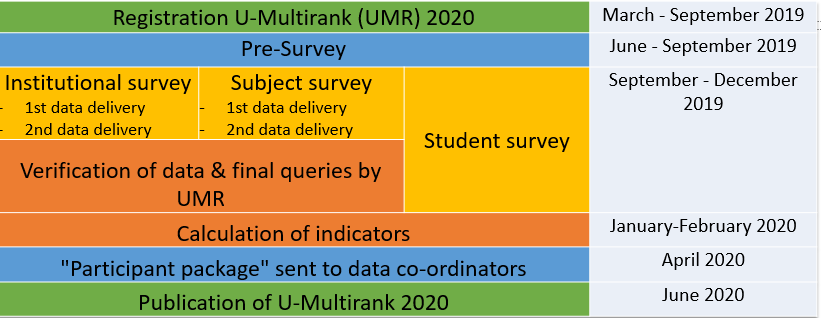 Registration U-Multirank (UMR) 2020
March - September 2019
Pre-Survey
June - September 2019
Institutional survey
- 1st data delivery
- 2nd data delivery
Subject survey
- 1st data delivery
- 2nd data delivery
Student survey
September - December
2019
Verification of data & final queries by
UMR
Calculation of indicators
January-February 2020
"Participant package" sent to data co-ordinators
April 2020
Publication of U-Multirank 2020
June 2020